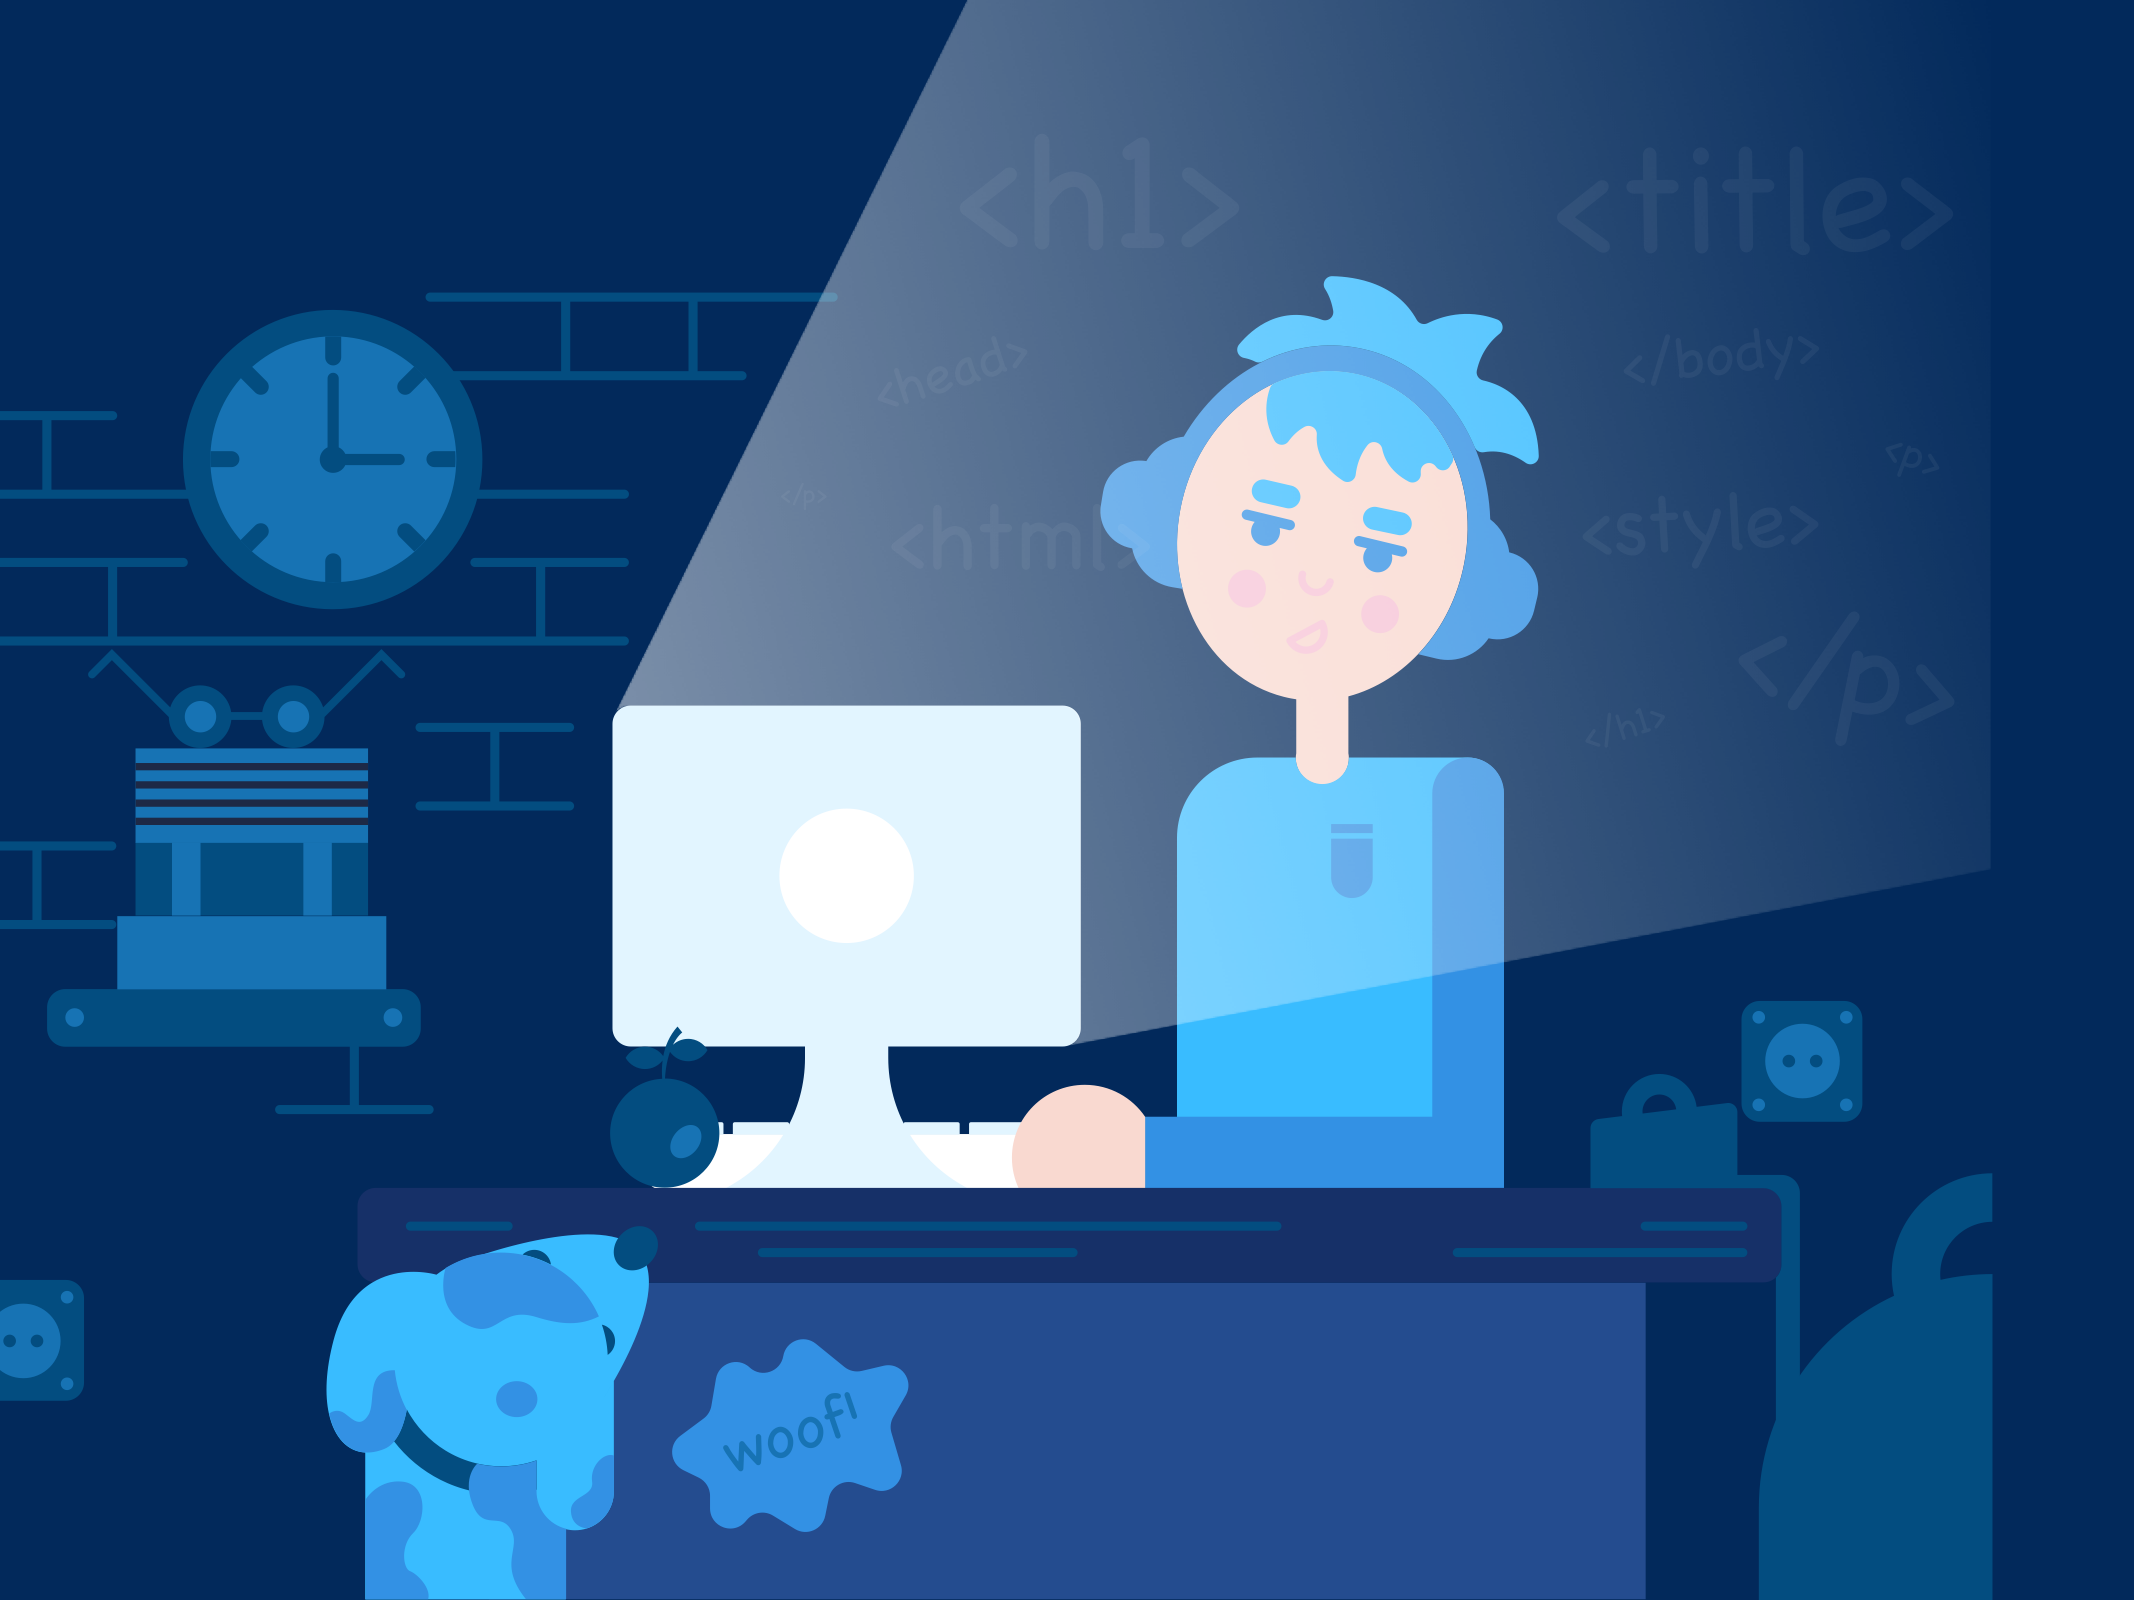 <h1>
<title>
<head>
</body>
<p>
</p>
<html>
<style>
</p>
</h1>
woof!